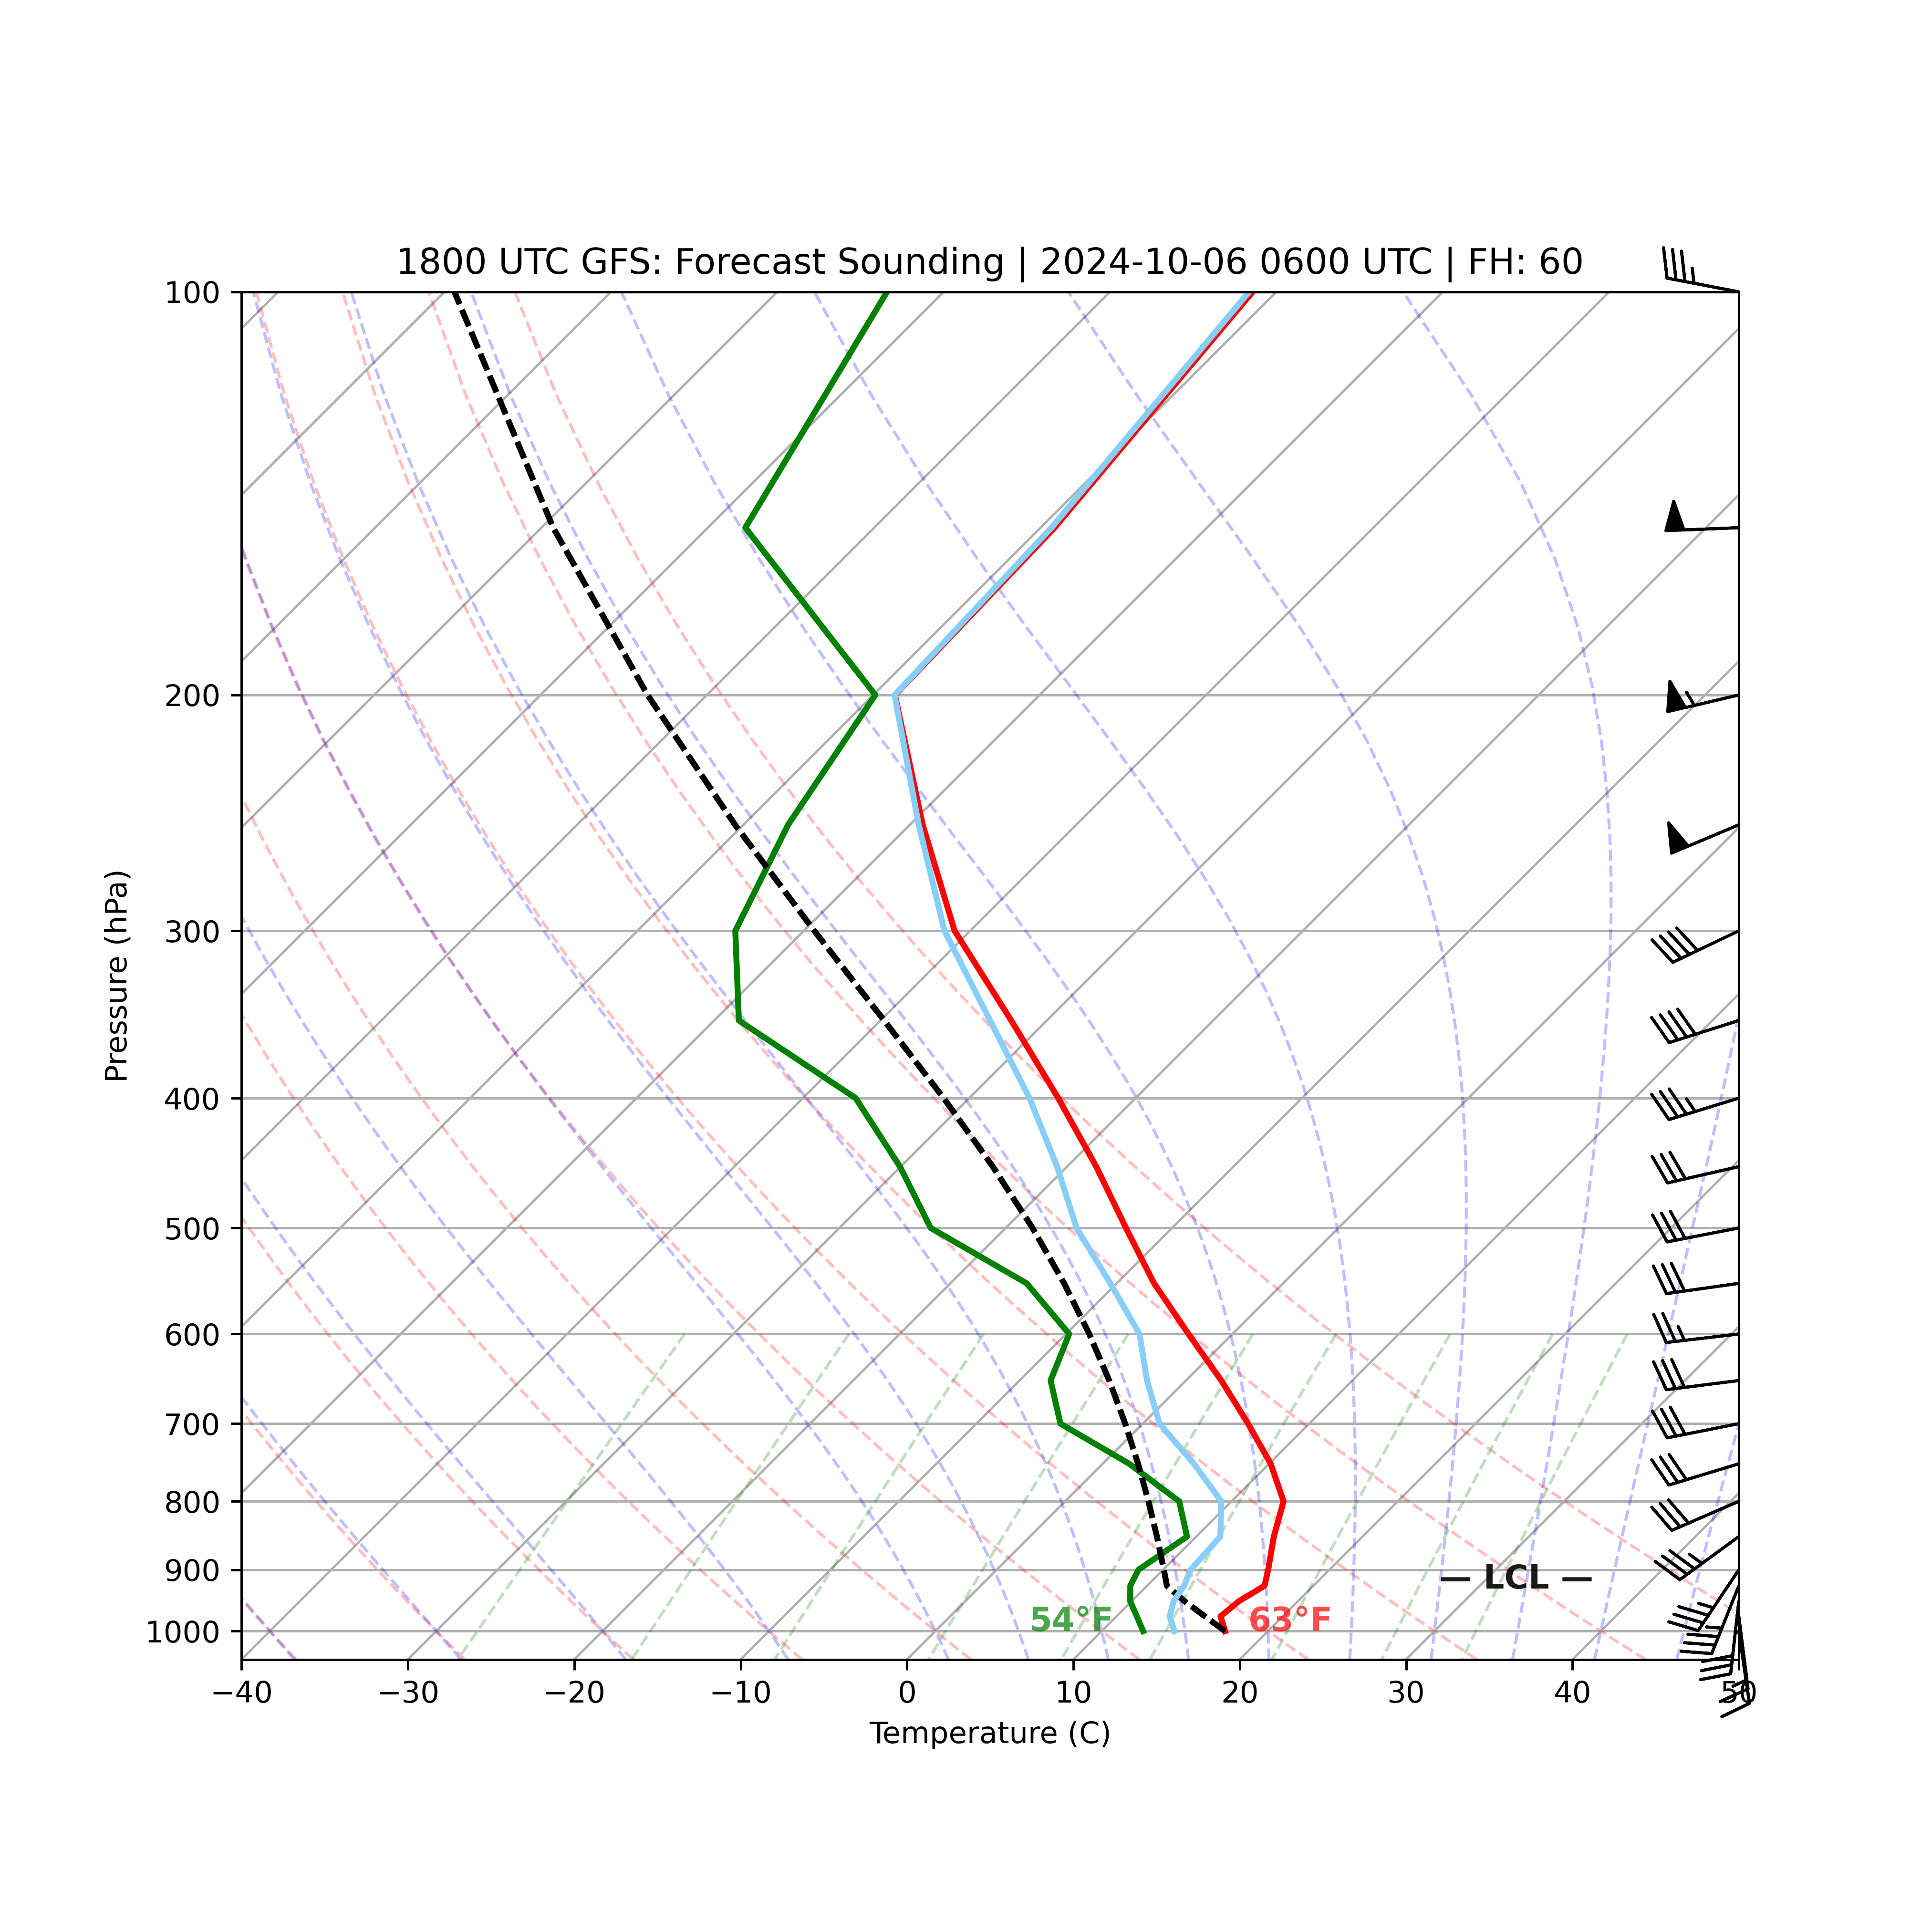 1800 UTC GFS: Forecast Sounding | 2024-10-06 0600 UTC | FH: 60
100
200
300
400
500
600
700
800
900
1000
Pressure (hPa)
— LCL —
54°F
63°F
−40 −30 −20 −10 0 10 20 30 40 50
Temperature (C)